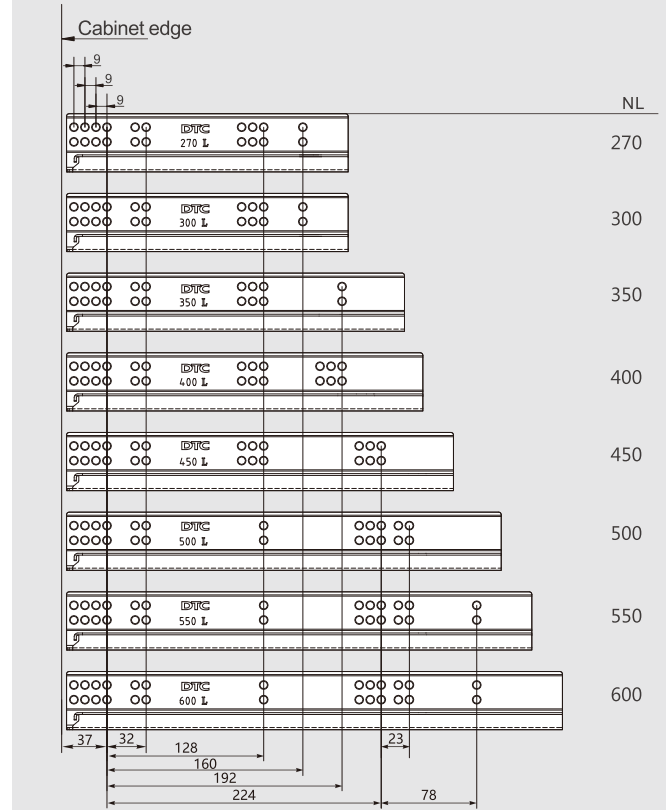 Cabinet edge
9
9
9
NL
DTC
270 L
270
DTC
300 L
300
DTC
350 L
350
DTC
400 L
400
DTC
450 L
450
DTC
500 L
500
DTC
550 L
550
DTC
600 L
600
37
32
23
128
160
192
224
78